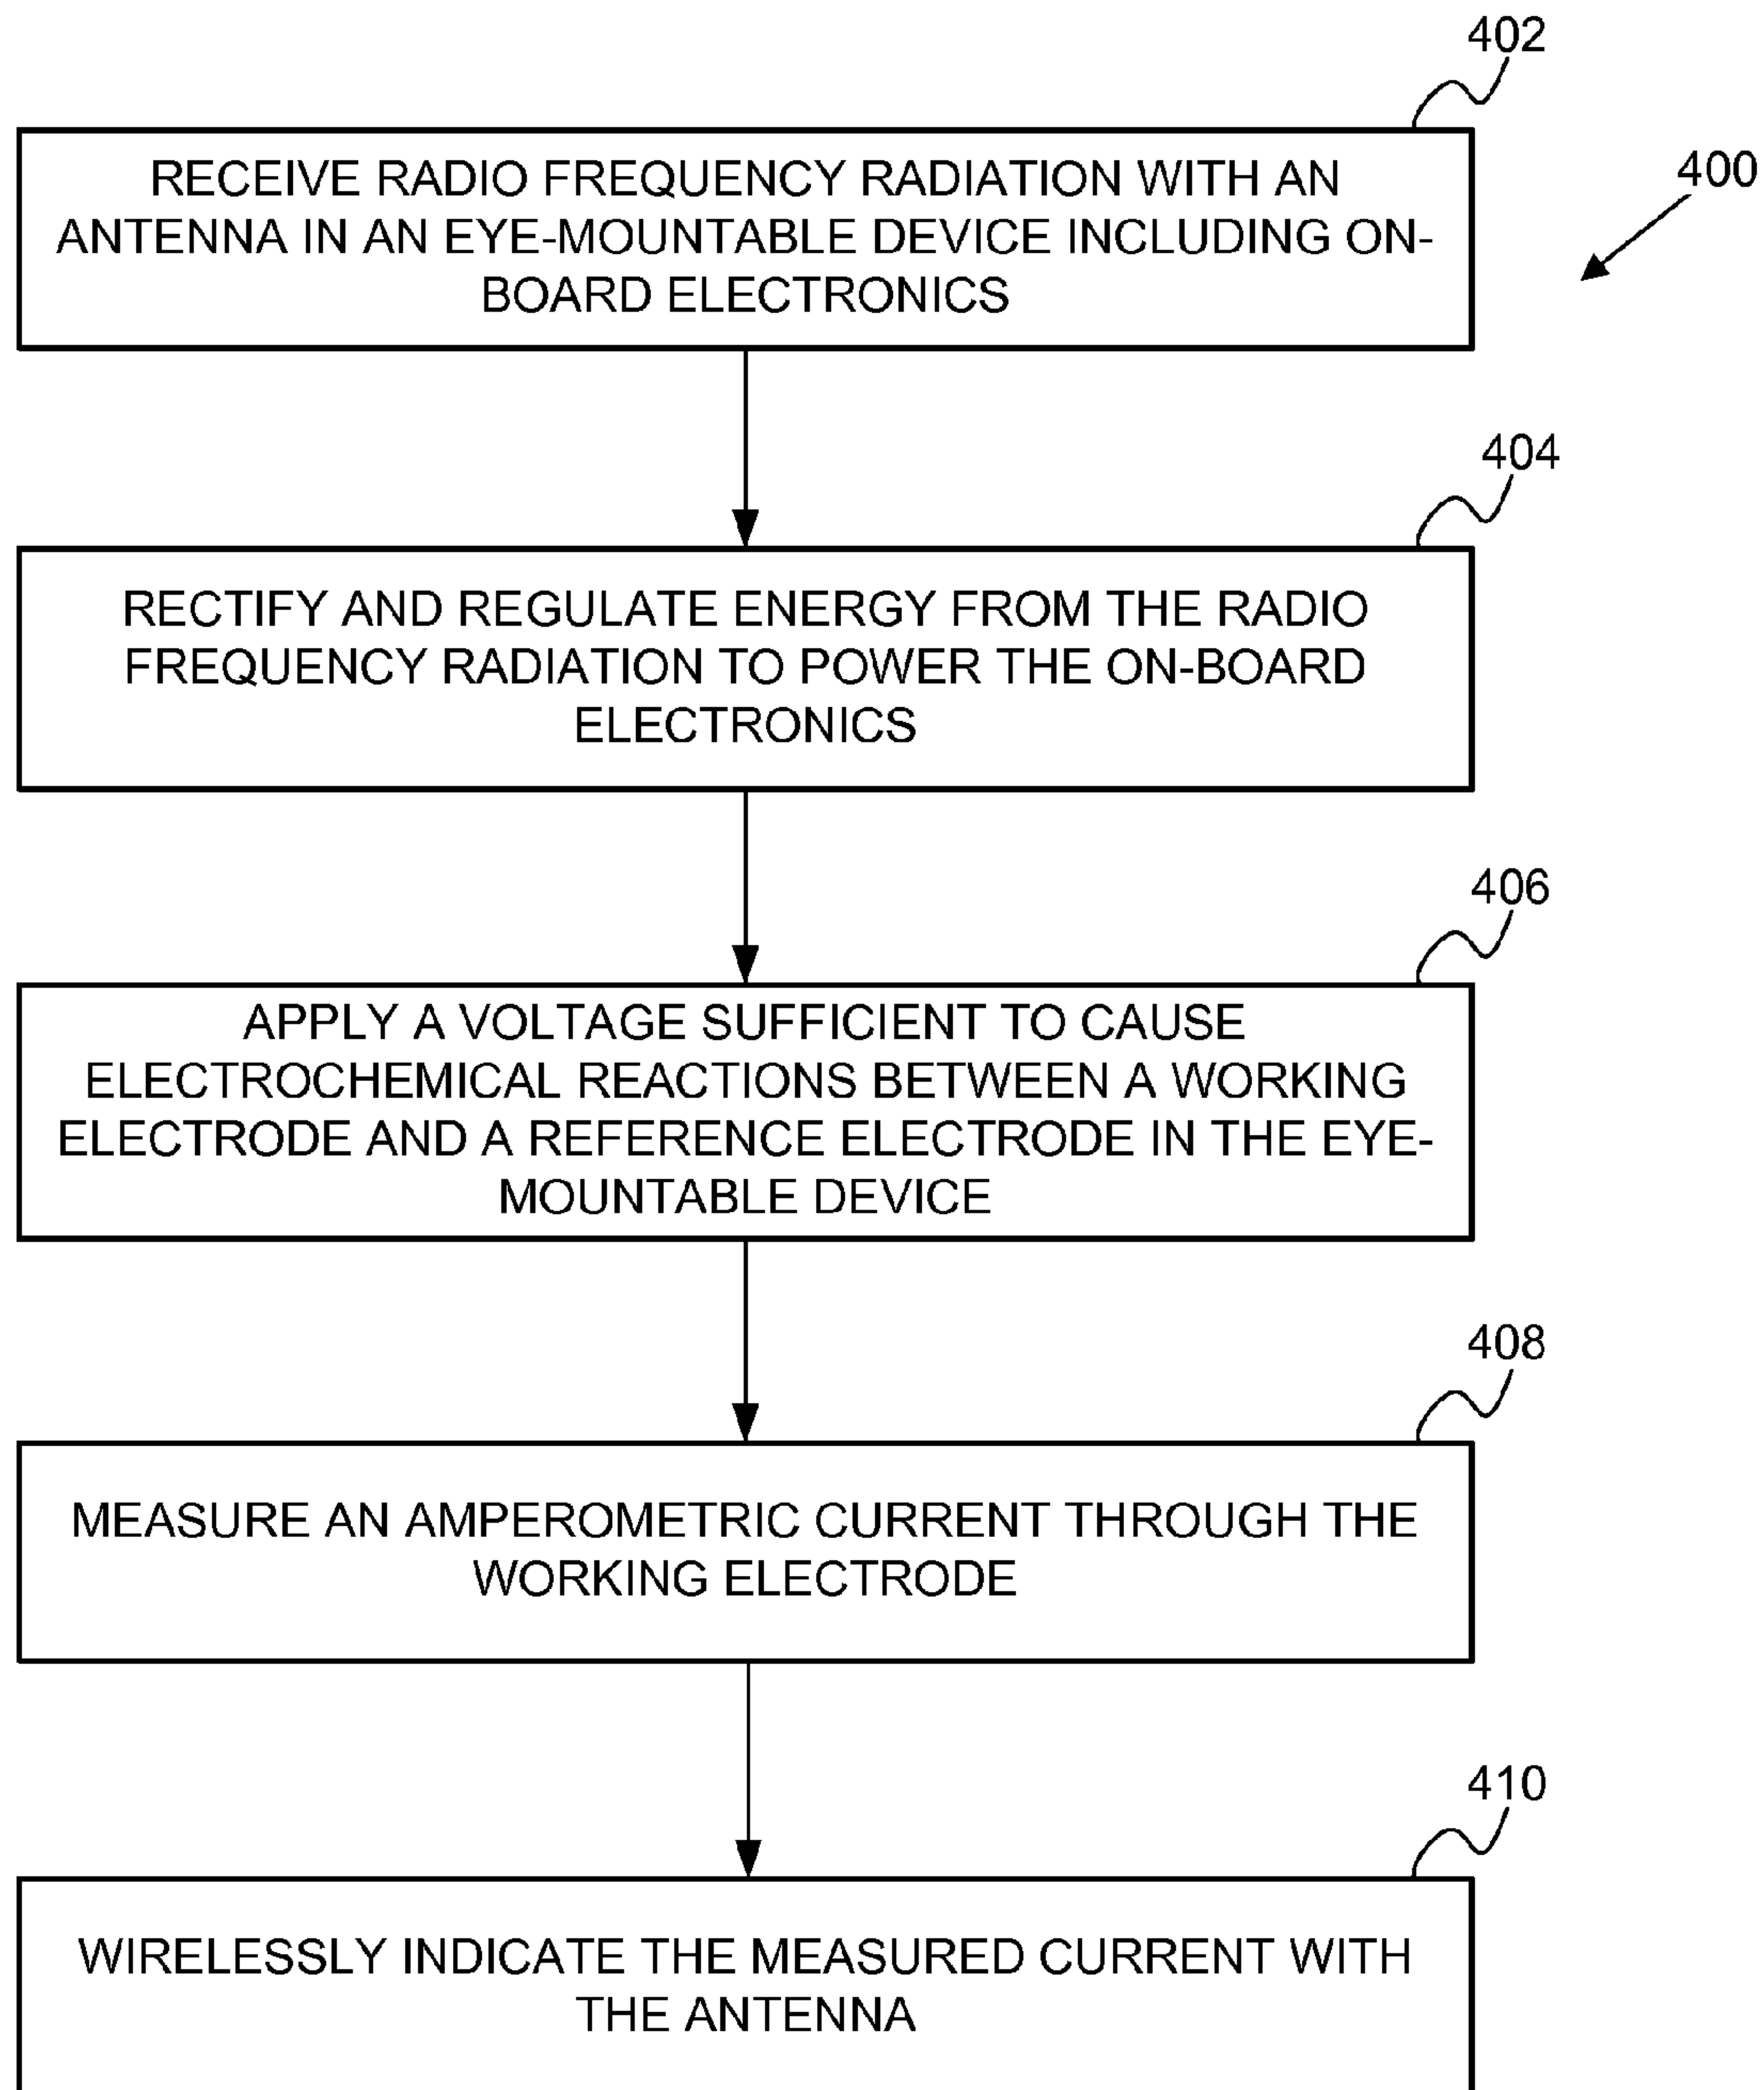 402
400
RECEIVE RADIO FREQUENCY RADIATION WITH AN
ANTENNA IN AN EYE-MOUNTABLE DEVICE INCLUDING ON-
BOARD ELECTRONICS
404
RECTIFY AND REGULATE ENERGY FROM THE RADIO
FREQUENCY RADIATION TO POWER THE ON-BOARD
ELECTRONICS
406
APPLY A VOLTAGE SUFFICIENT TO CAUSE
ELECTROCHEMICAL REACTIONS BETWEEN A WORKING
ELECTRODE AND A REFERENCE ELECTRODE IN THE EYE-
MOUNTABLE DEVICE
408
MEASURE AN AMPEROMETRIC CURRENT THROUGH THE
WORKING ELECTRODE
410
WIRELESSLY INDICATE THE MEASURED CURRENT WITH
THE ANTENNA